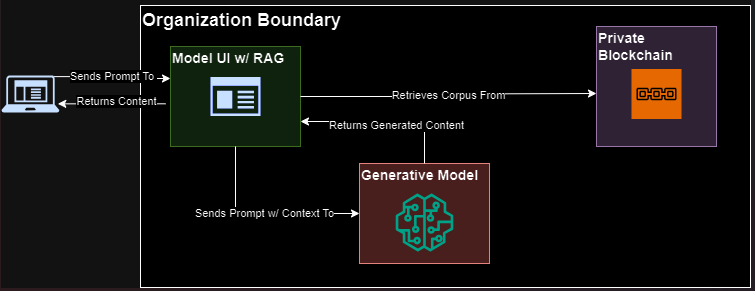 Organization Boundary
Model UI w/ RAG
Private
Blockchain
Sends Prompt To
Retrieves Corpus From
Returns Content
Returns Generated Content
Generative Model
Sends Prompt w/ Context To